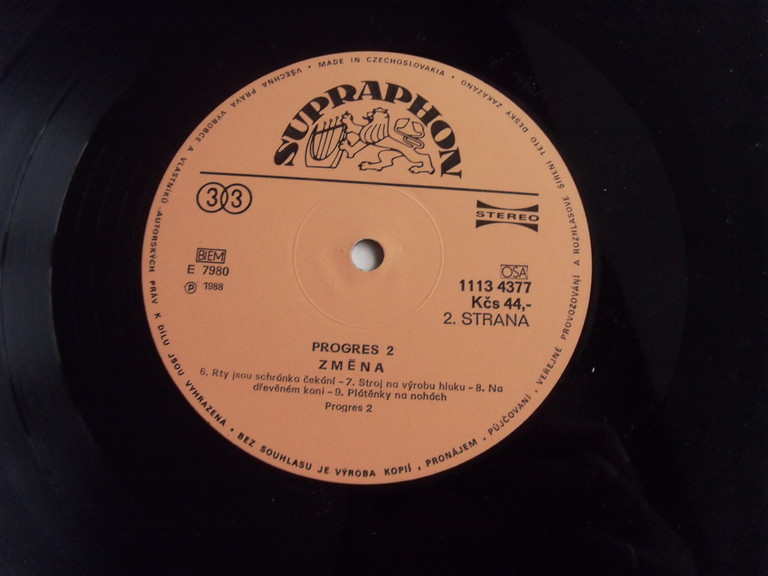 MADE IN CZECHOSLOVAKIA • VŠECHNA PRÁVA VÝROBCE A VLASTNÍKŮ AUTORSKÝCH PRÁV K DÍLU JSOU VYHRAZENA • BEZ SOUHLASU JE VÝROBA KOPIÍ, PRONÁJEM, PŮJČOVÁNÍ, VEŘEJNÉ PROVOZOVÁNÍ A ROZHLASOVÉ ŠÍŘENÍ TÉTO DESKY ZAKÁZÁNO •
SUPRAPHON
33
STEREO
BIEM
E 7980
Ⓟ 1988
OSA
1113 4377
Kčs 44,-
2. STRANA
PROGRES 2
ZMĚNA
6. Rty jsou schránka čekání – 7. Stroj na výrobu hluku – 8. Na
dřevěném koni – 9. Plátěnky na nohách
Progres 2